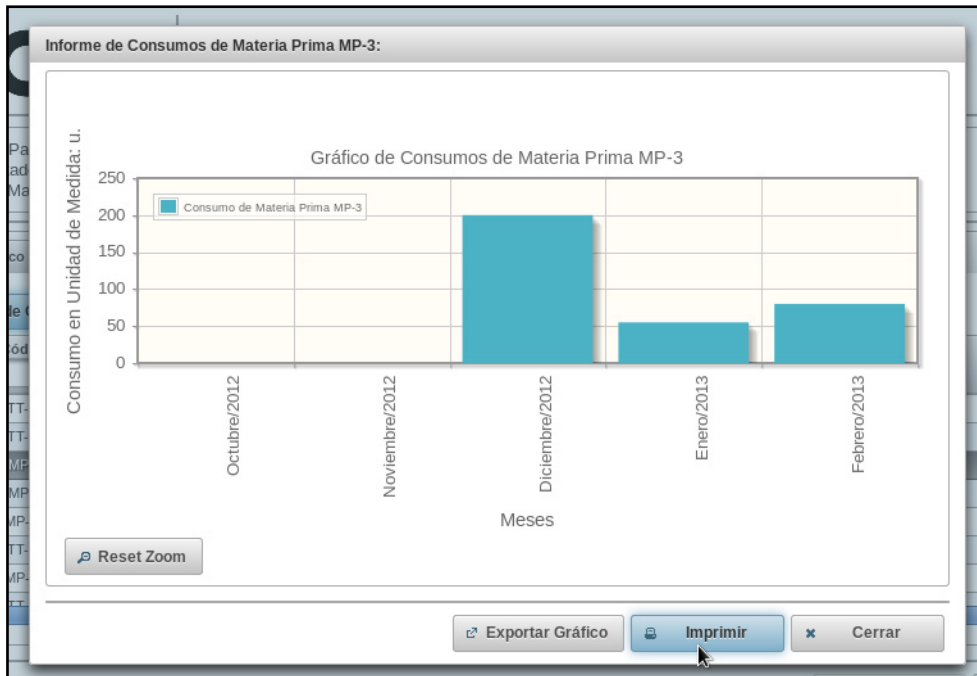 Informe de Consumos de Materia Prima MP-3:
Gráfico de Consumos de Materia Prima MP-3
Consumo en Unidad de Medida: u.
250
200
150
100
50
0
Consumo de Materia Prima MP-3
Octubre/2012
Noviembre/2012
Diciembre/2012
Enero/2013
Febrero/2013
Meses
Reset Zoom
Exportar Gráfico
Imprimir
Cerrar